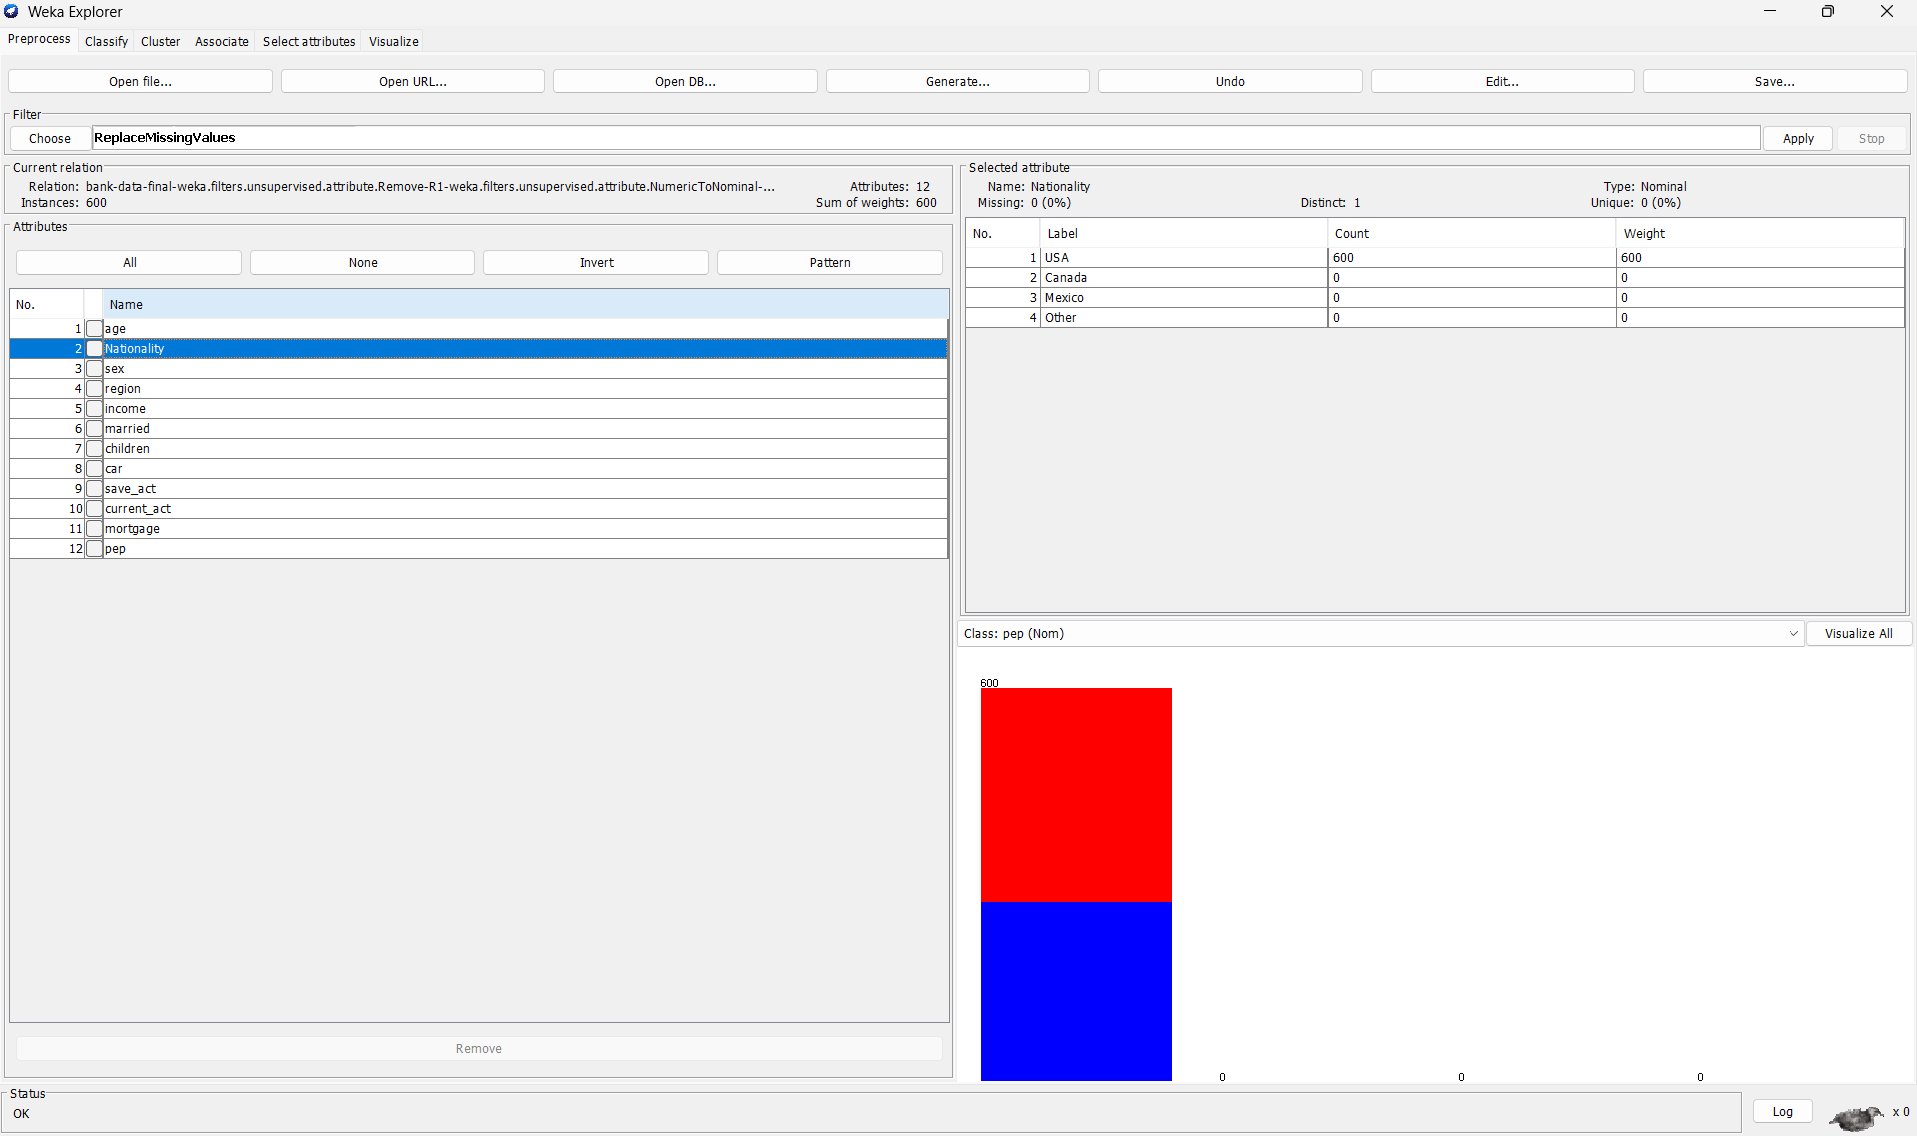 Weka Explorer
Preprocess Classify Cluster Associate Select attributes Visualize
Open file... Open URL... Open DB... Generate... Undo Edit... Save...
Filter
Choose ReplaceMissingValues Apply Stop
Current relation
Relation: bank-data-final-weka.filters.unsupervised.attribute.Remove-R1-weka.filters.unsupervised.attribute.NumericToNominal-... Attributes: 12
Instances: 600 Sum of weights: 600
Attributes
All None Invert Pattern
No. Name
1 age
2 Nationality
3 sex
4 region
5 income
6 married
7 children
8 car
9 save_act
10 current_act
11 mortgage
12 pep
Remove
Selected attribute
Name: Nationality Type: Nominal
Missing: 0 (0%) Distinct: 1 Unique: 0 (0%)
No. Label Count Weight
1 USA 600 600
2 Canada 0 0
3 Mexico 0 0
4 Other 0 0
Class: pep (Nom) Visualize All
600
0 0 0
Status
OK
Log x 0